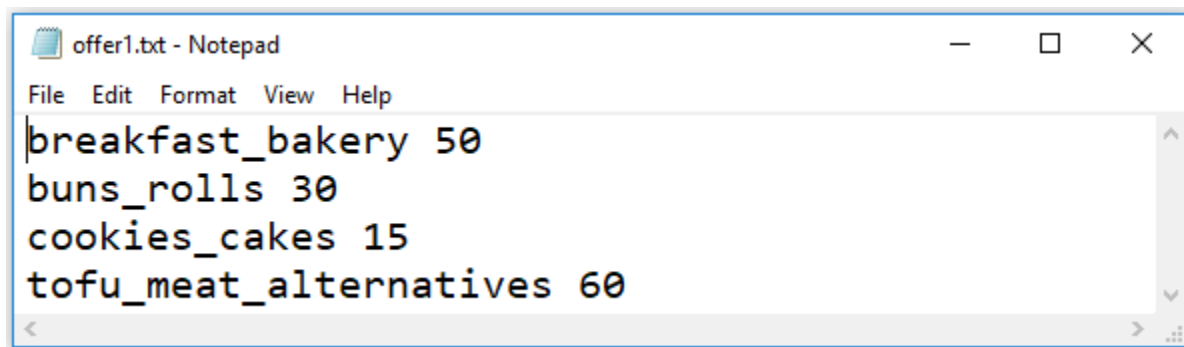 offer1.txt - Notepad
File Edit Format View Help
breakfast_bakery 50
buns_rolls 30
cookies_cakes 15
tofu_meat_alternatives 60